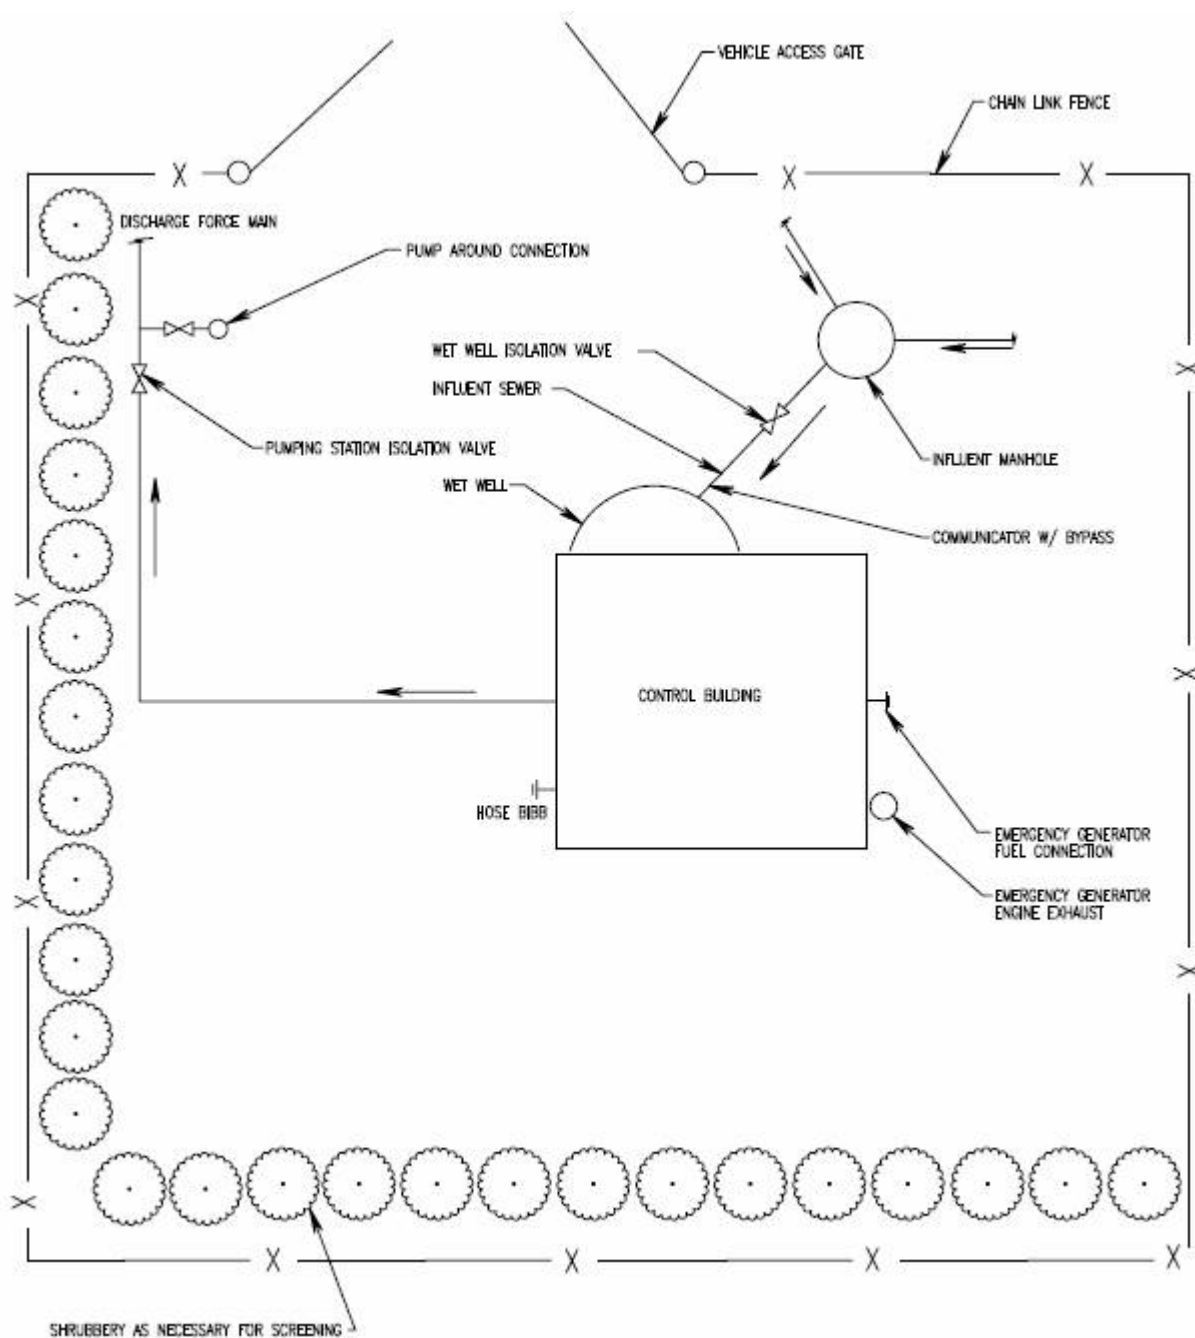 VEHICLE ACCESS GATE
CHAIN LINK FENCE
DISCHARGE FORCE MAIN
PUMP AROUND CONNECTION
WET WELL ISOLATION VALVE
INFLUENT SEWER
PUMPING STATION ISOLATION VALVE
INFLUENT MANHOLE
WET WELL
COMMUNICATOR W/ BYPASS
CONTROL BUILDING
HOSE BIBB
EMERGENCY GENERATOR
FUEL CONNECTION
EMERGENCY GENERATOR
ENGINE EXHAUST
SHRUBBERY AS NECESSARY FOR SCREENING